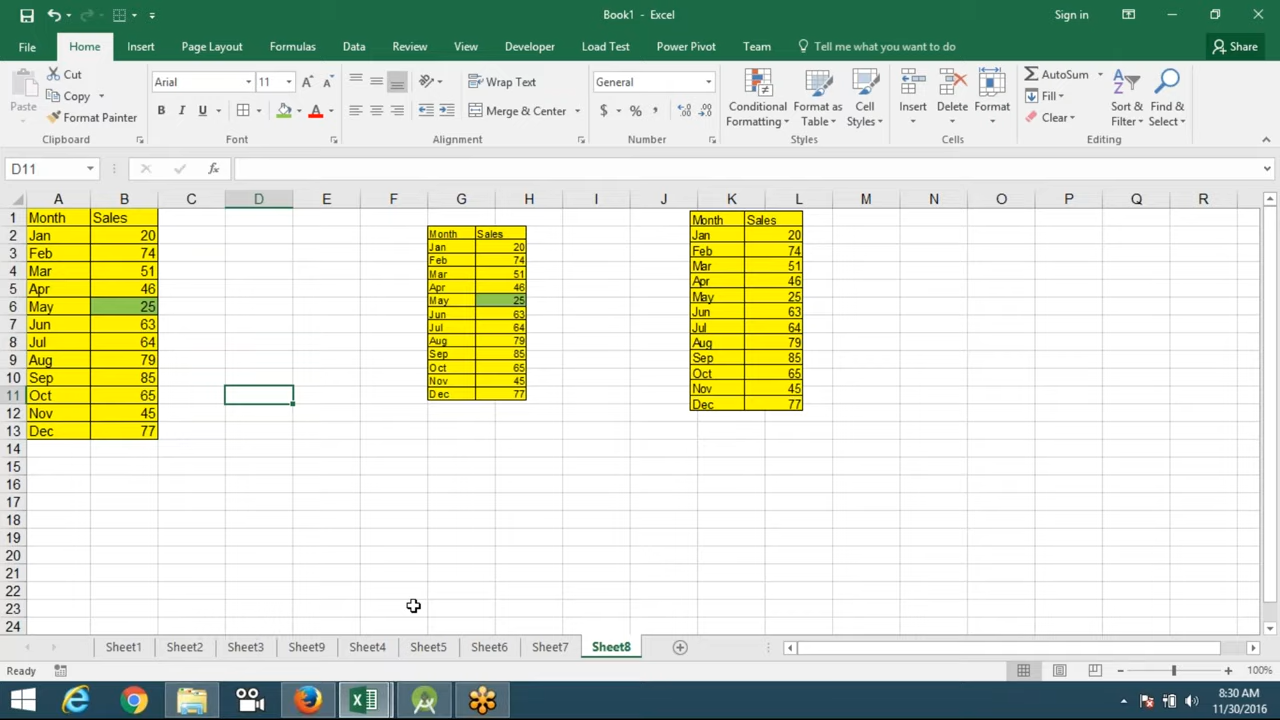 Book1 - Excel
Sign in
File Home Insert Page Layout Formulas Data Review View Developer Load Test Power Pivot Team Tell me what you want to do Share
Paste
Cut
Copy
Format Painter
Clipboard
Arial 11
B I U
Font
Wrap Text
Merge & Center
Alignment
General
$ % ,
Number
Conditional Formatting
Format as Table
Cell Styles
Styles
Insert
Delete
Format
Cells
AutoSum
Fill
Clear
Sort & Filter
Find & Select
Editing
D11
fx
A B C D E F G H I J K L M N O P Q R
1 Month Sales
2 Jan 20
3 Feb 74
4 Mar 51
5 Apr 46
6 May 25
7 Jun 63
8 Jul 64
9 Aug 79
10 Sep 85
11 Oct 65
12 Nov 45
13 Dec 77
14
15
16
17
18
19
20
21
22
23
24
Month Sales
Jan 20
Feb 74
Mar 51
Apr 46
May 25
Jun 63
Jul 64
Aug 79
Sep 85
Oct 65
Nov 45
Dec 77
Month Sales
Jan 20
Feb 74
Mar 51
Apr 46
May 25
Jun 63
Jul 64
Aug 79
Sep 85
Oct 65
Nov 45
Dec 77
Sheet1 Sheet2 Sheet3 Sheet9 Sheet4 Sheet5 Sheet6 Sheet7 Sheet8
Ready
100%
8:30 AM
11/30/2016